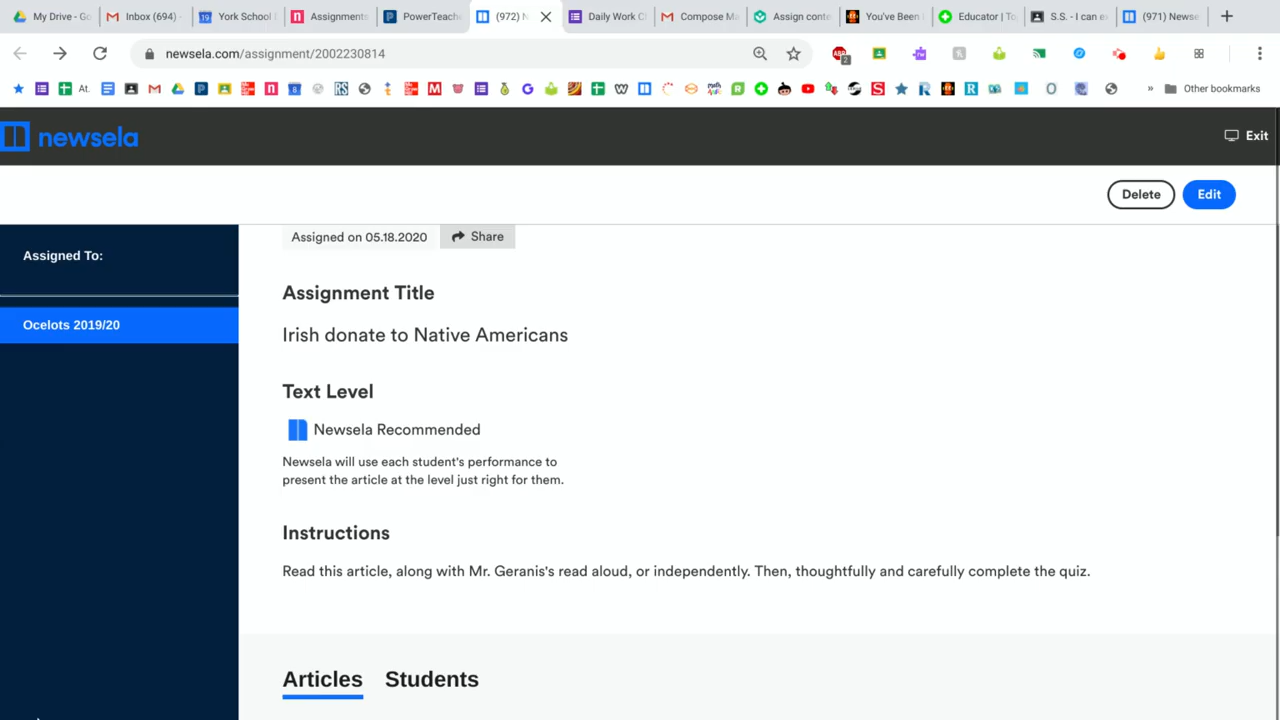 My Drive - Go
Inbox (694)
York School
Assignments
PowerTeache
(972) N
Daily Work C
Compose Ma
Assign conte
You've Been
Educator | To
S.S. - I can e
(971) Newse
newsela.com/assignment/2002230814
At.
» Other bookmarks
newsela
Exit
Delete
Edit
Assigned To:
Ocelots 2019/20
Assigned on 05.18.2020
Share
Assignment Title
Irish donate to Native Americans
Text Level
Newsela Recommended
Newsela will use each student's performance to
present the article at the level just right for them.
Instructions
Read this article, along with Mr. Geranis's read aloud, or independently. Then, thoughtfully and carefully complete the quiz.
Articles Students